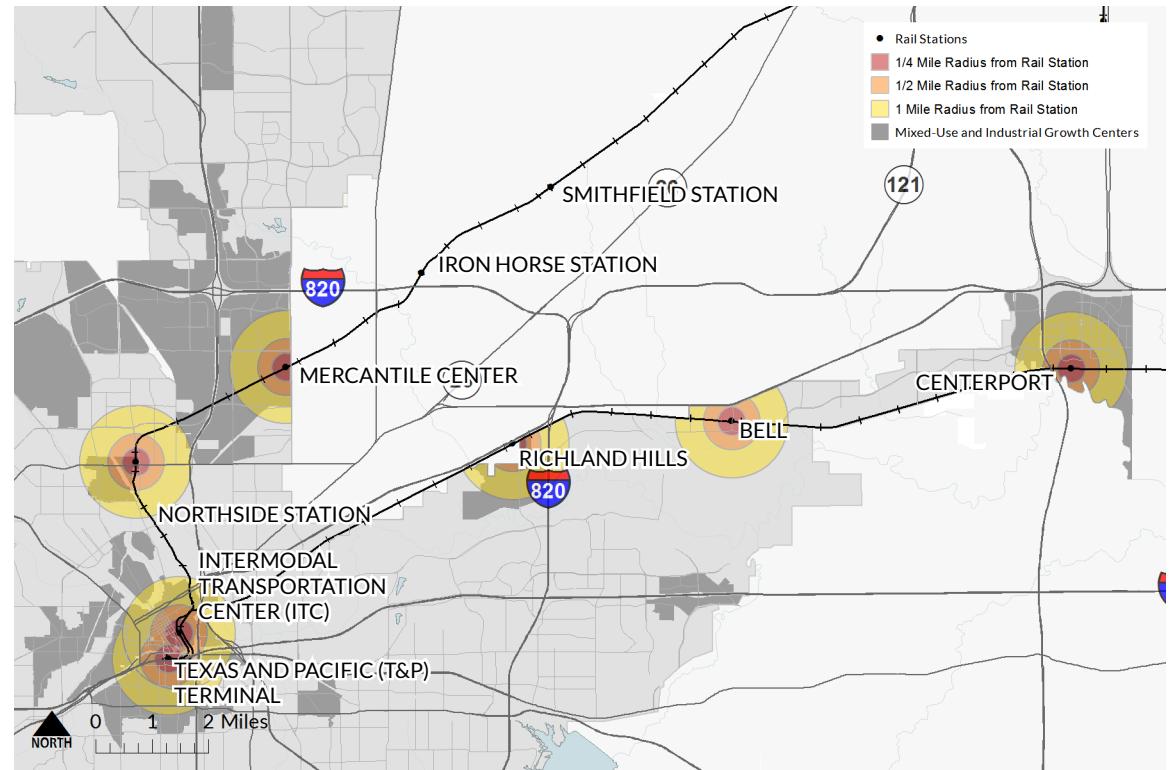 Rail Stations
1/4 Mile Radius from Rail Station
1/2 Mile Radius from Rail Station
1 Mile Radius from Rail Station
Mixed-Use and Industrial Growth Centers
121
SMITHFIELD STATION
IRON HORSE STATION
820
MERCANTILE CENTER
CENTERPORT
BELL
RICHLAND HILLS
820
NORTHSIDE STATION
INTERMODAL
TRANSPORTATION
CENTER (ITC)
TEXAS AND PACIFIC (T&P)
TERMINAL
0 1 2 Miles
NORTH